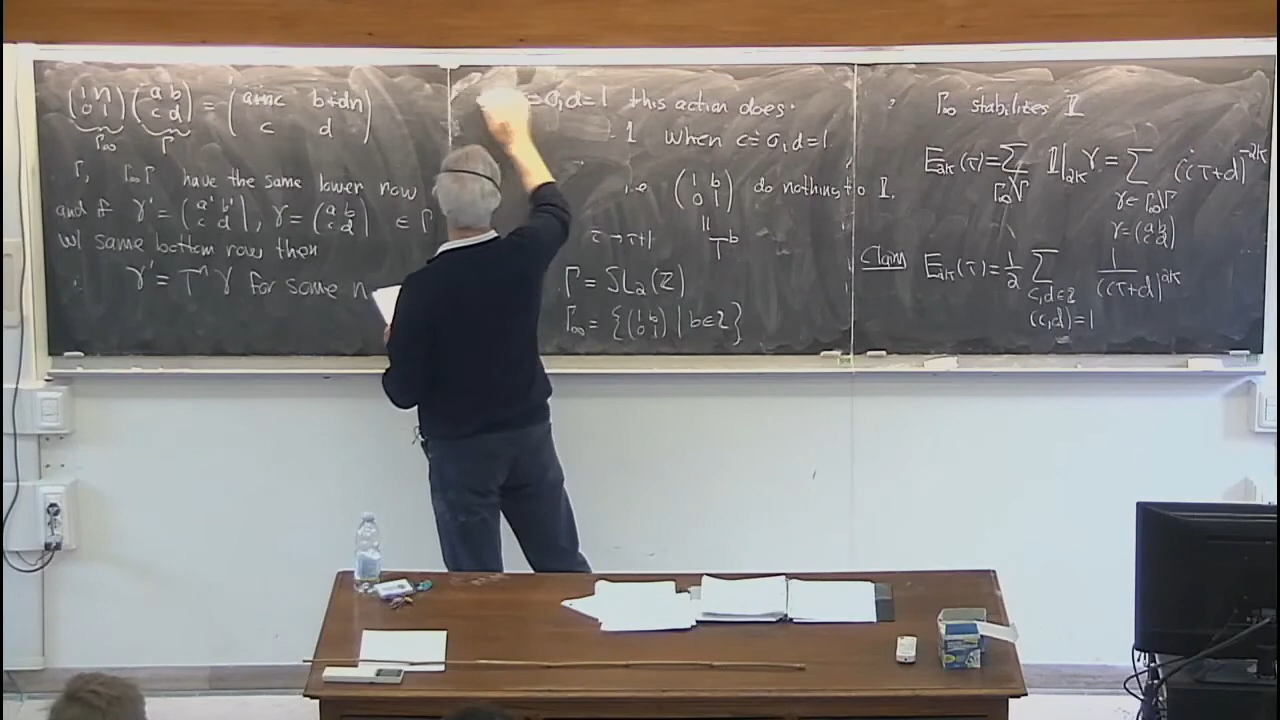 (1 n; 0 1) (a b; c d) = (a+nc b+dn; c d)
Γ∞ Γ
Γ, Γ∞Γ have the same lower row
and if γ' = (a' b'; c d), γ = (a b; c d) ∈ Γ
w/ same bottom row then
γ' = Tⁿ γ for some n
= 0, d = 1 this action does
1 when c = 0, d = 1
i.e. (1 b; 0 1) do nothing to 𝟙.
τ → τ+1 || T^b
Γ = SL₂(Z)
Γ∞ = {(1 b; 0 1) | b ∈ Z}
Γ∞ stabilizes 𝟙
E₂ₖ(τ) = Σ_{Γ∞\Γ} 𝟙|₂ₖ γ = Σ_{γ ∈ Γ∞\Γ, γ = (a b; c d)} (cτ+d)^{-2k}
Claim E₂ₖ(τ) = 1/2 Σ_{c,d ∈ Z, (c,d)=1} 1/(cτ+d)^{2k}